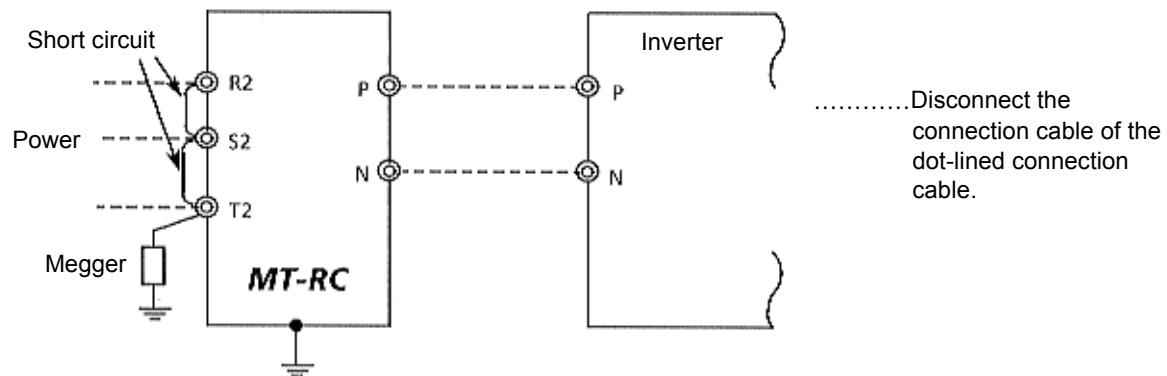 Short circuit
R2
P
Inverter
P
Power
S2
N
N
T2
Megger
MT-RC
............Disconnect the
connection cable of the
dot-lined connection
cable.